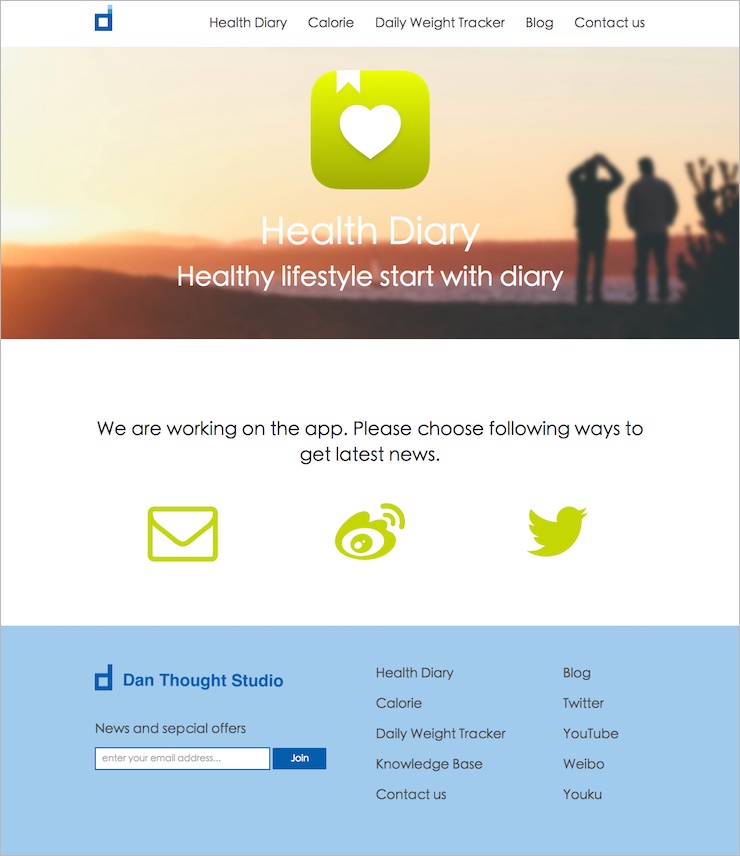 Health Diary Calorie Daily Weight Tracker Blog Contact us
Health Diary
Healthy lifestyle start with diary
We are working on the app. Please choose following ways to
get latest news.
Dan Thought Studio
News and sepcial offers
enter your email address...
Join
Health Diary
Calorie
Daily Weight Tracker
Knowledge Base
Contact us
Blog
Twitter
YouTube
Weibo
Youku